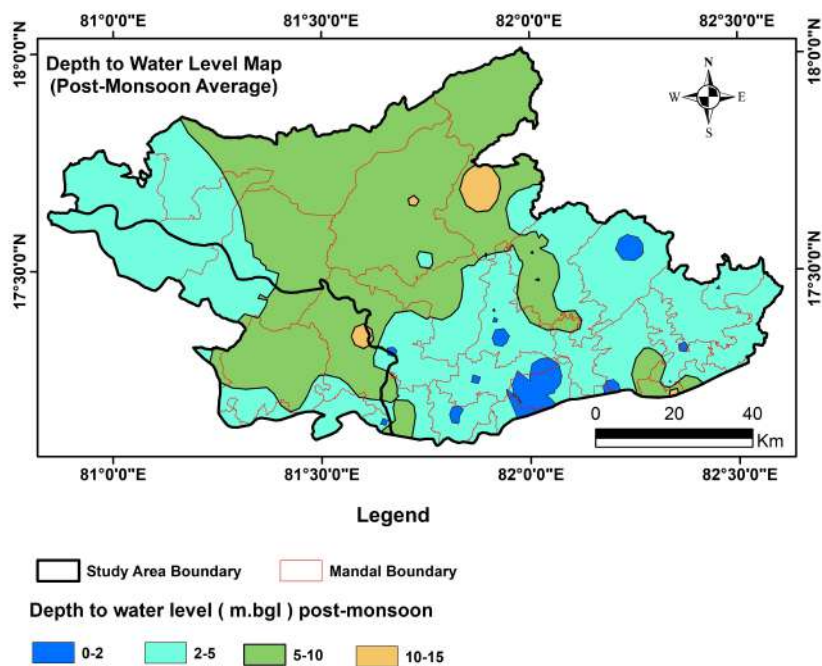 81°0'0"E 81°30'0"E 82°0'0"E 82°30'0"E
18°0'0"N 18°0'0"N
Depth to Water Level Map
(Post-Monsoon Average)
N
W E
S
17°30'0"N 17°30'0"N
0 20 40
Km
81°0'0"E 81°30'0"E 82°0'0"E 82°30'0"E
Legend
Study Area Boundary Mandal Boundary
Depth to water level ( m.bgl ) post-monsoon
0-2 2-5 5-10 10-15